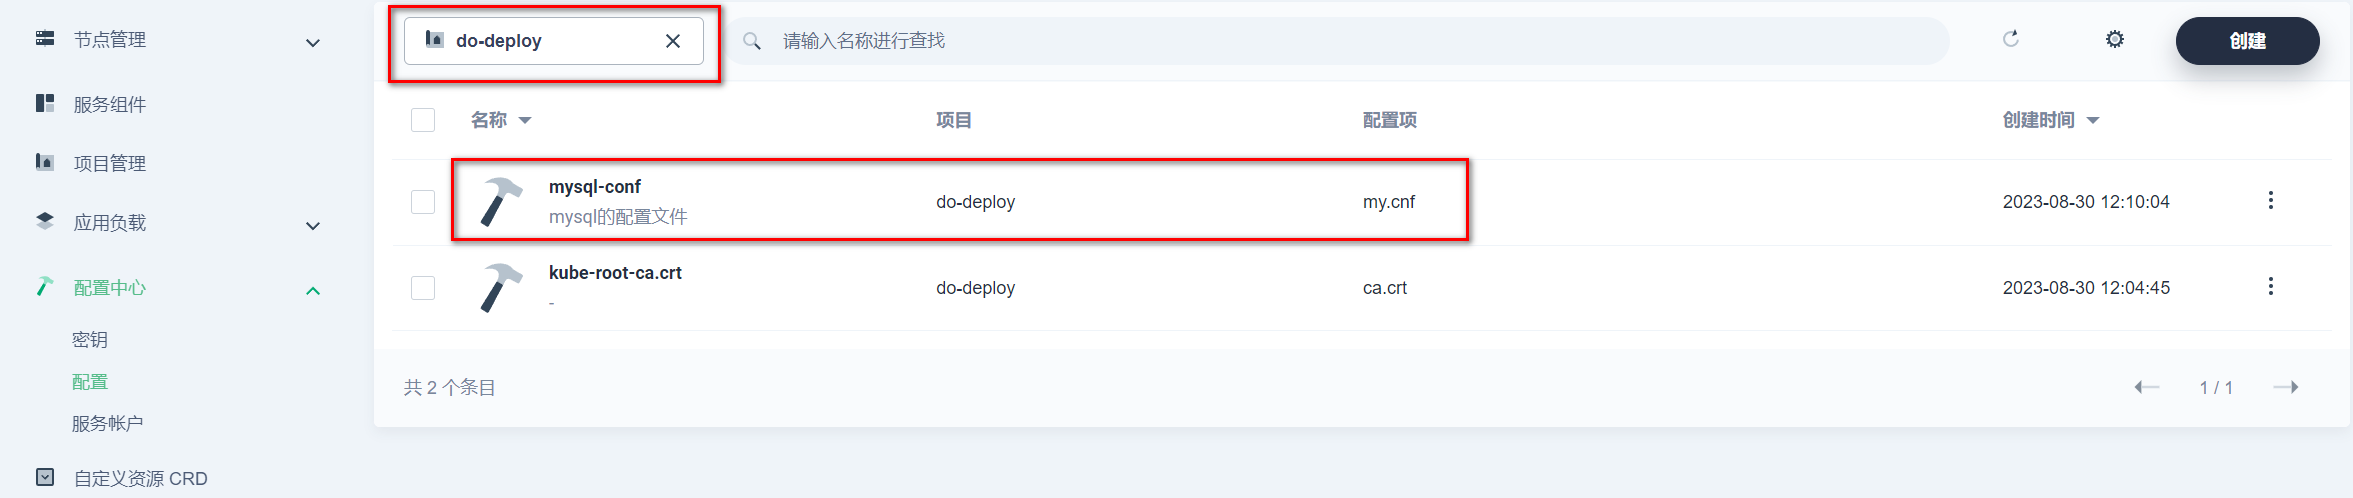 节点管理
服务组件
项目管理
应用负载
配置中心
密钥
配置
服务帐户
自定义资源 CRD
do-deploy
请输入名称进行查找
创建
名称 项目 配置项 创建时间
mysql-conf
mysql的配置文件
do-deploy my.cnf 2023-08-30 12:10:04
kube-root-ca.crt
-
do-deploy ca.crt 2023-08-30 12:04:45
共 2 个条目
1 / 1